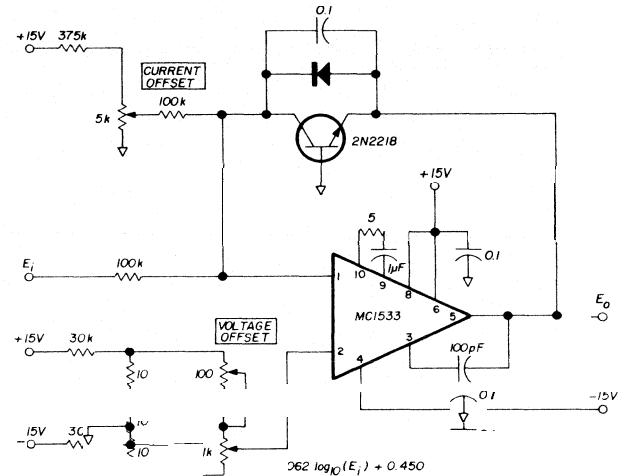 0.1
+15V 375k
CURRENT OFFSET
100k
5k
2N2218
+15V
5
10 9 1μF 8 6 0.1
Ei 100k
1
MC1533
5
Eo
+15V 30k
VOLTAGE OFFSET
2
4
3
100pF
10
100
0.1
-15V
15V 30
10
1k
062 log10(Ei) + 0.450